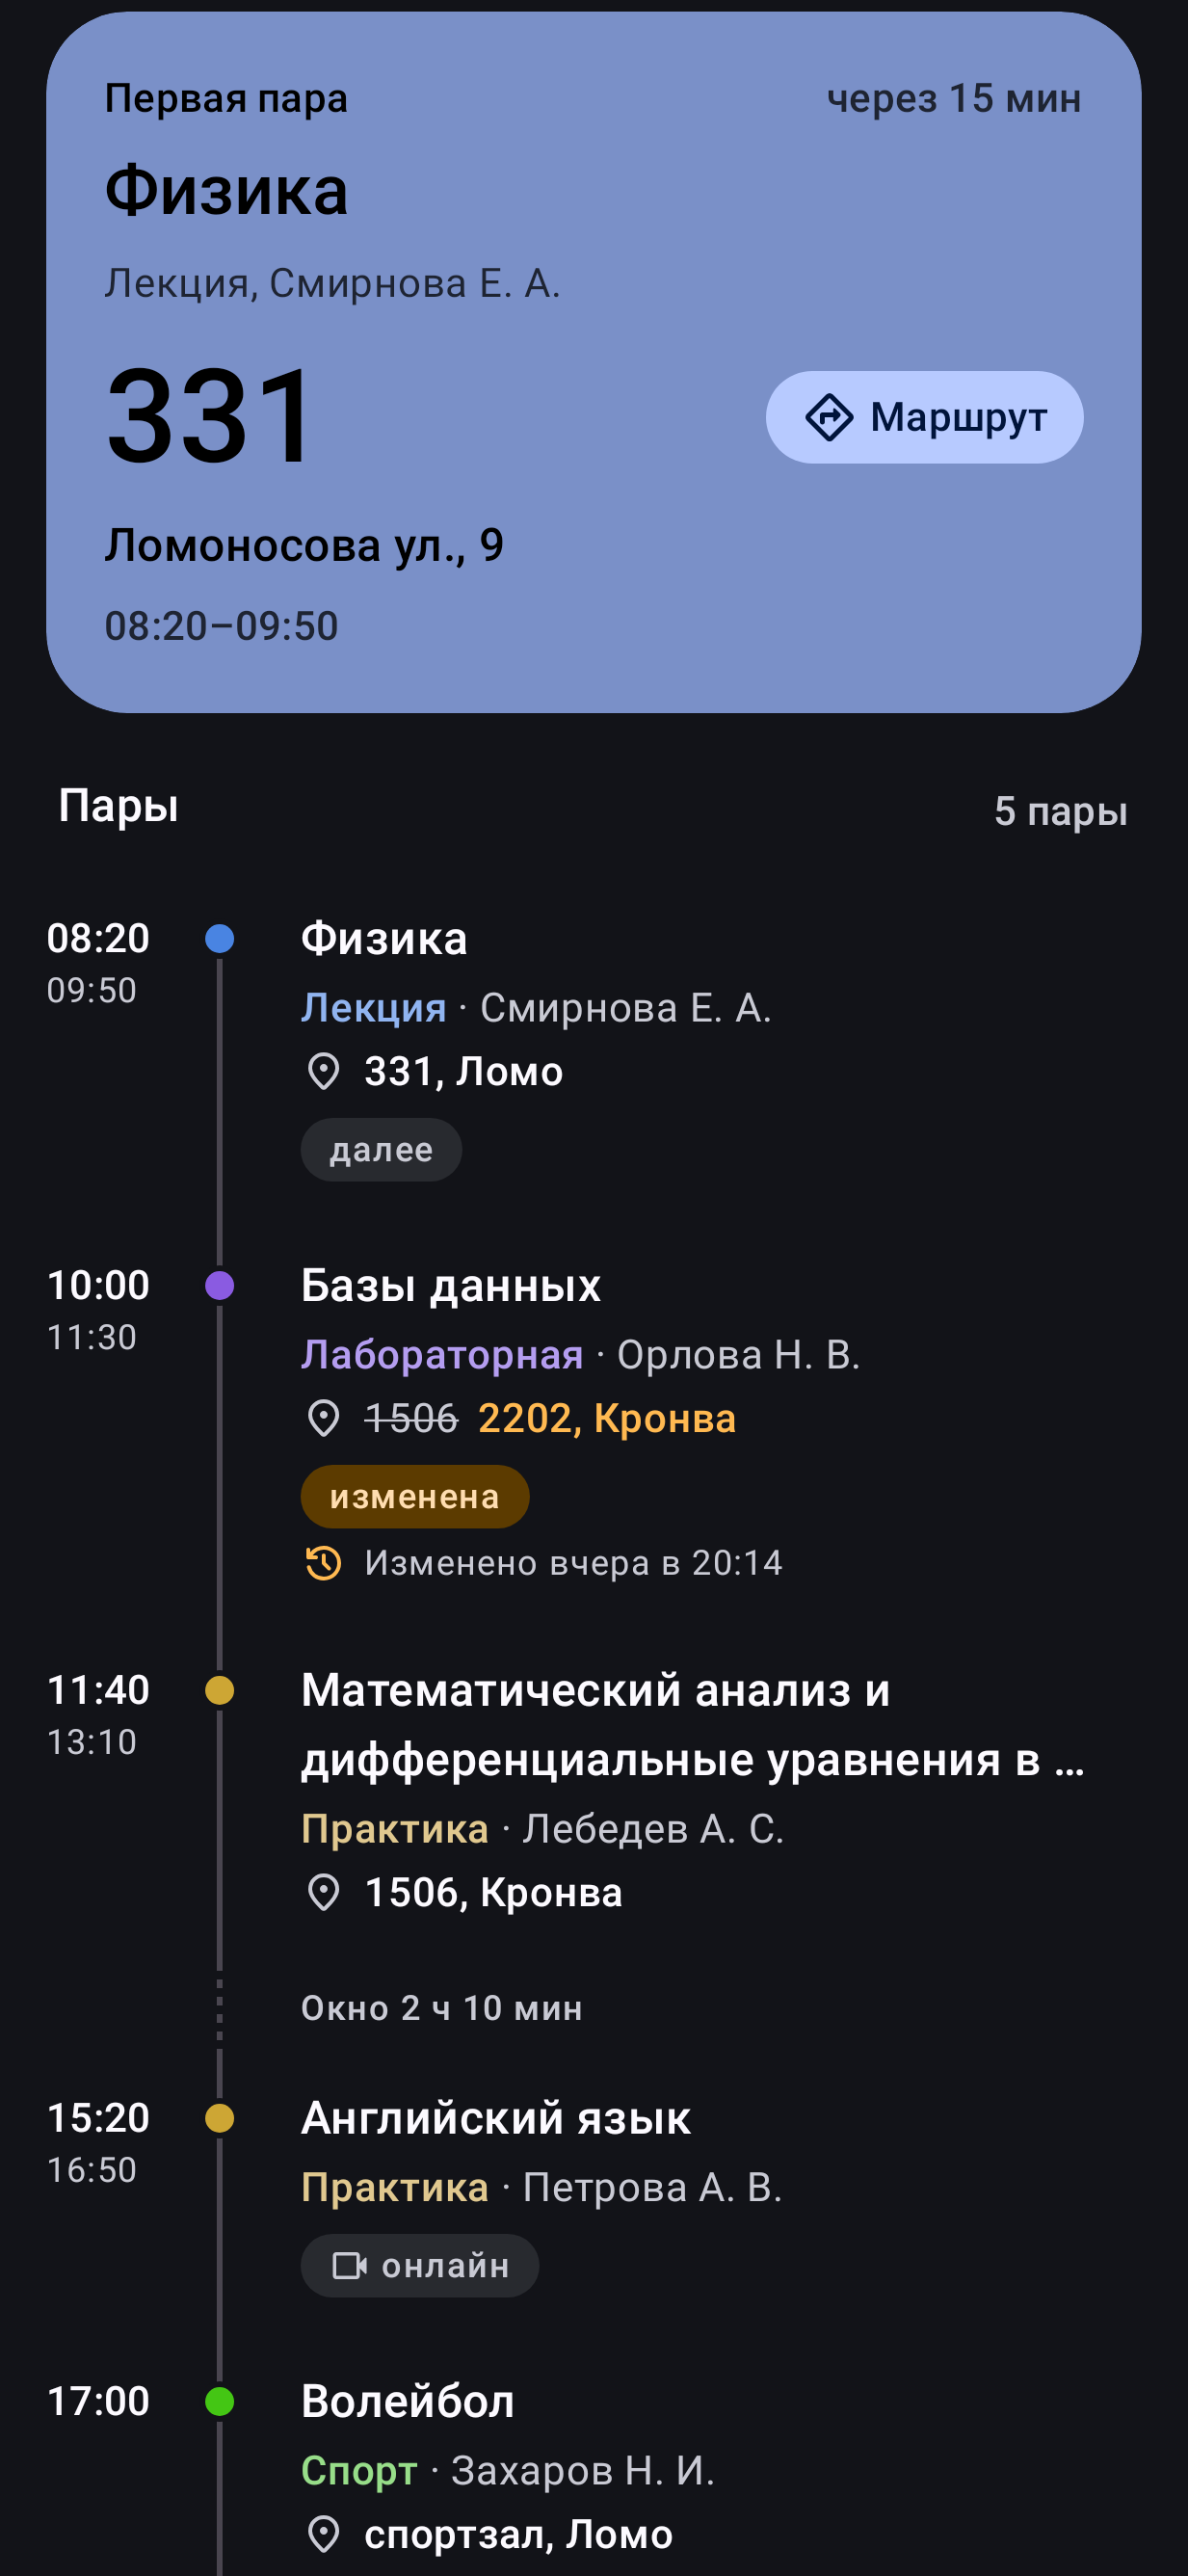 Первая пара
через 15 мин
Физика
Лекция, Смирнова Е. А.
331
Маршрут
Ломоносова ул., 9
08:20–09:50
Пары
5 пары
08:20
Физика
09:50
Лекция · Смирнова Е. А.
331, Ломо
далее
10:00
Базы данных
11:30
Лабораторная · Орлова Н. В.
1506 2202, Кронва
изменена
Изменено вчера в 20:14
11:40
Математический анализ и
13:10
дифференциальные уравнения в …
Практика · Лебедев А. С.
1506, Кронва
Окно 2 ч 10 мин
15:20
Английский язык
16:50
Практика · Петрова А. В.
онлайн
17:00
Волейбол
Спорт · Захаров Н. И.
спортзал, Ломо